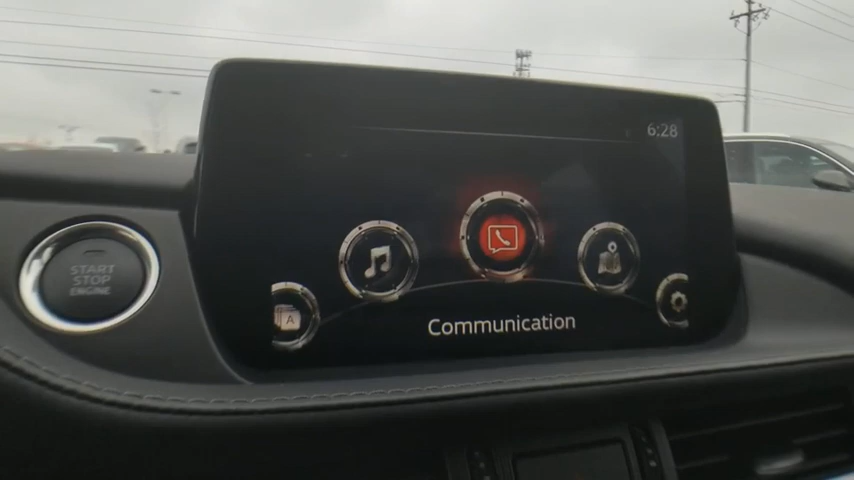 6:28
START
STOP
ENGINE
A
Communication